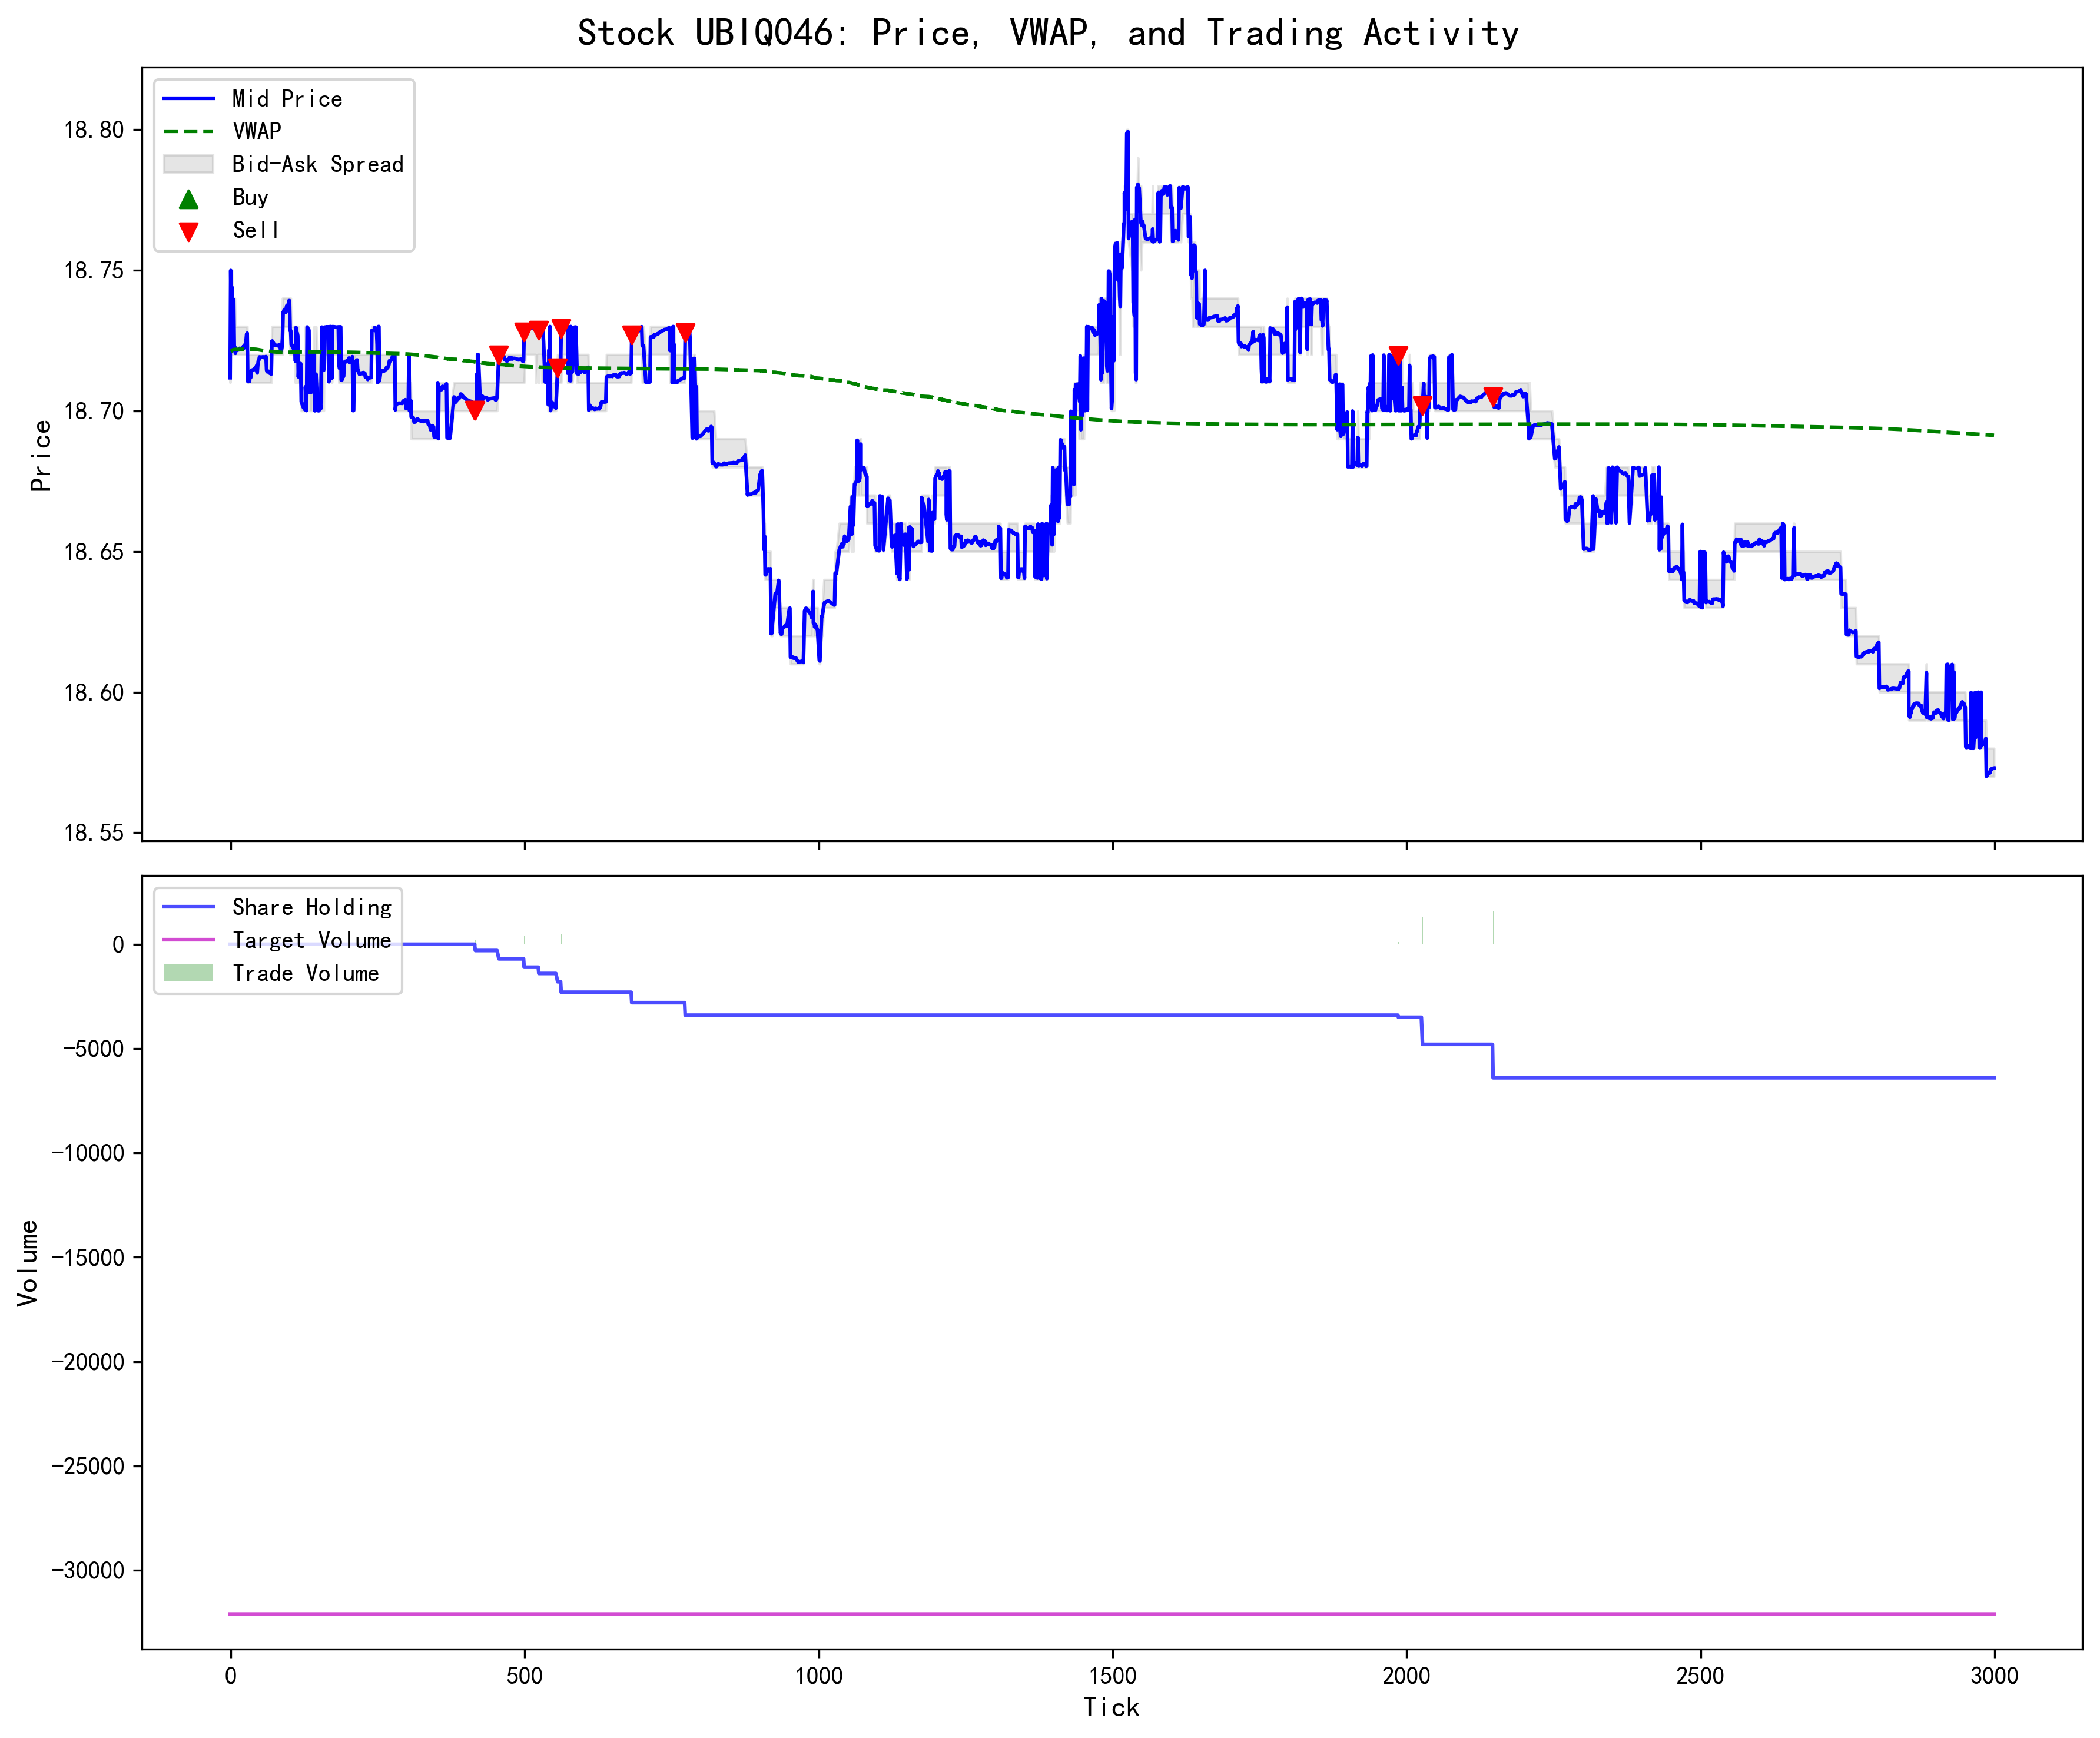 Stock UBIQ046: Price, VWAP, and Trading Activity
Mid Price
VWAP
Bid-Ask Spread
Buy
Sell
18.80
18.75
18.70
18.65
18.60
18.55
Price
Share Holding
Target Volume
Trade Volume
0
-5000
-10000
-15000
-20000
-25000
-30000
Volume
0
500
1000
1500
2000
2500
3000
Tick